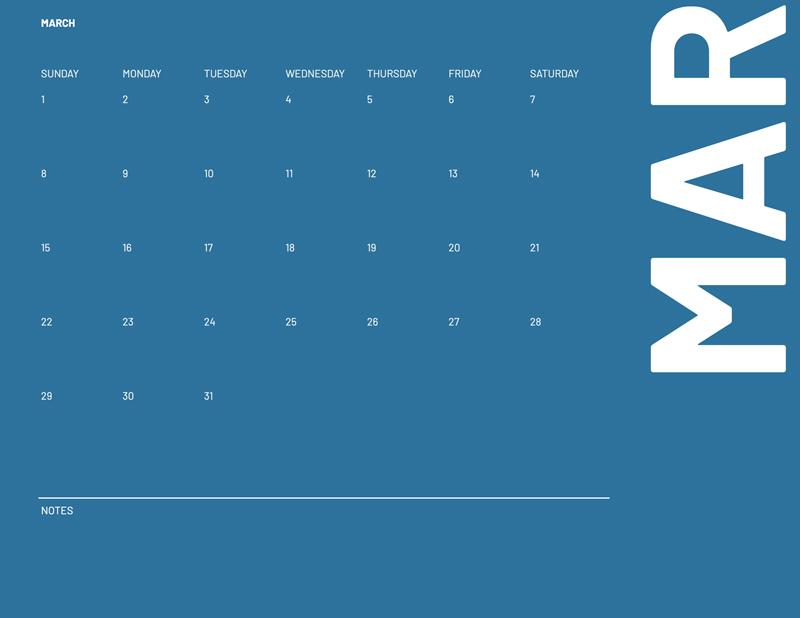 MARCH
SUNDAY MONDAY TUESDAY WEDNESDAY THURSDAY FRIDAY SATURDAY
1 2 3 4 5 6 7
8 9 10 11 12 13 14
15 16 17 18 19 20 21
22 23 24 25 26 27 28
29 30 31
NOTES
MAR